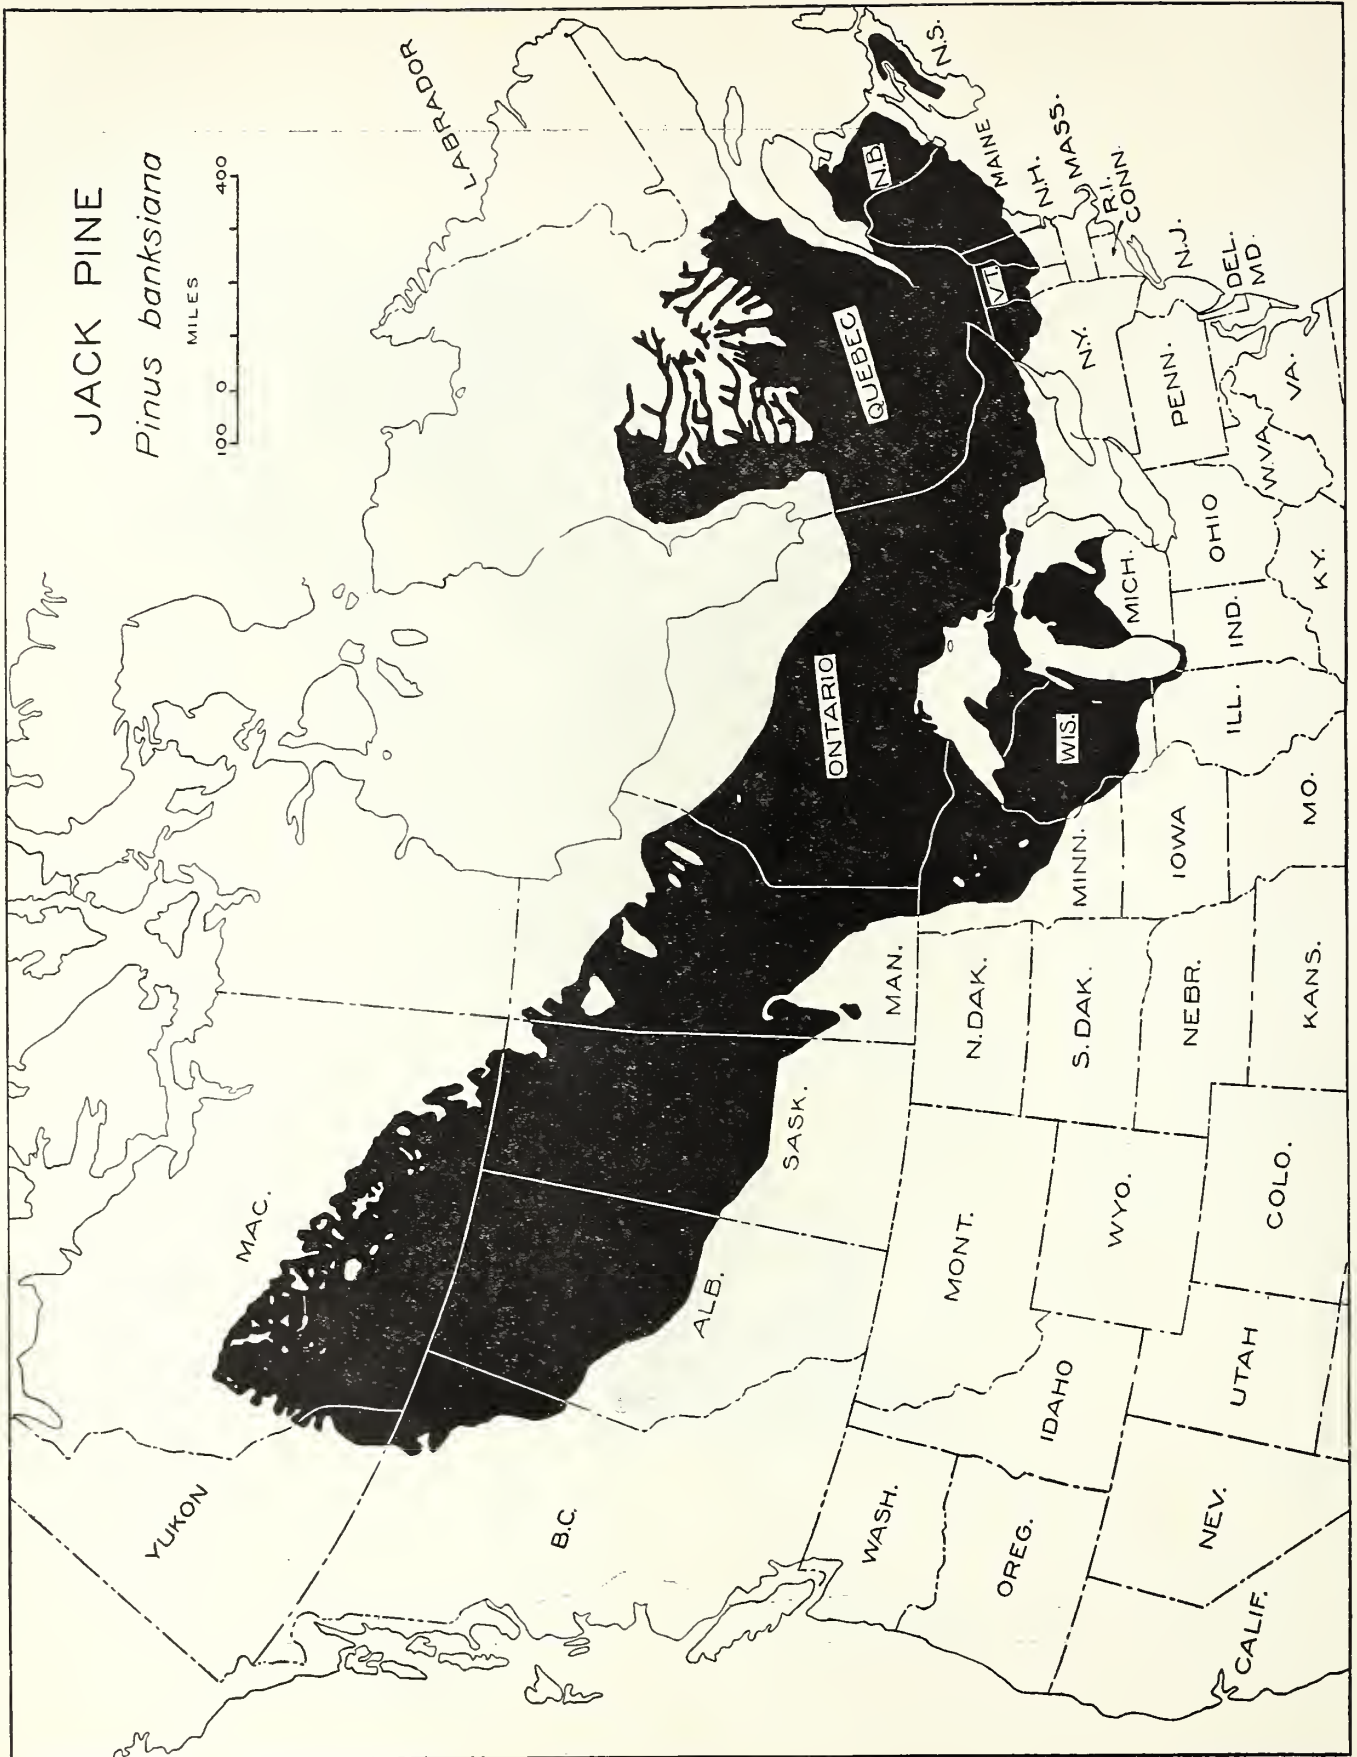 JACK PINE
Pinus banksiana
MILES
100 0 400
LABRADOR
YUKON
MAC.
B.C.
ALB.
SASK.
MAN.
ONTARIO
QUEBEC
N.B.
N.S.
MAINE
N.H.
VT.
MASS.
R.I.
CONN.
N.Y.
N.J.
PENN.
DEL.
MD.
W.VA.
VA.
OHIO
MICH.
IND.
KY.
WIS.
ILL.
MINN.
IOWA
MO.
N.DAK.
S.DAK.
NEBR.
KANS.
MONT.
WYO.
COLO.
IDAHO
UTAH
WASH.
OREG.
NEV.
CALIF.